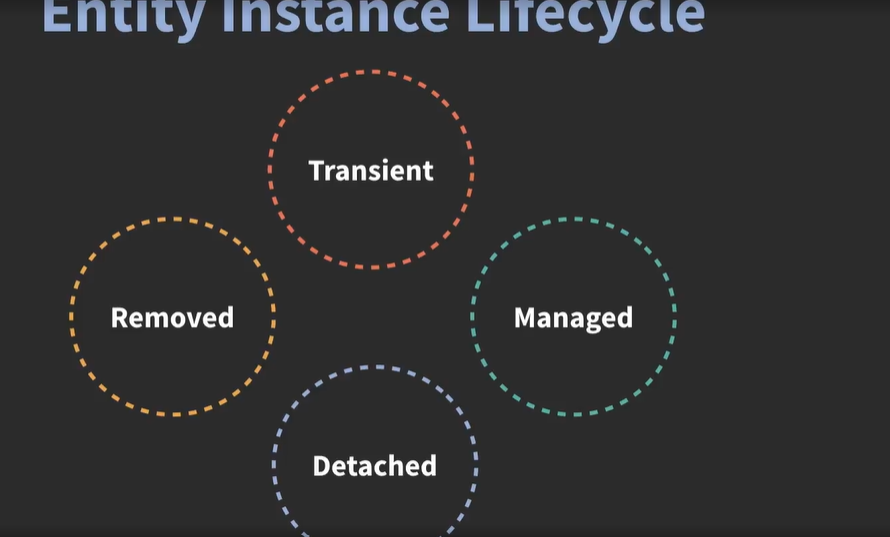 Entity Instance Lifecycle
Transient
Removed
Managed
Detached